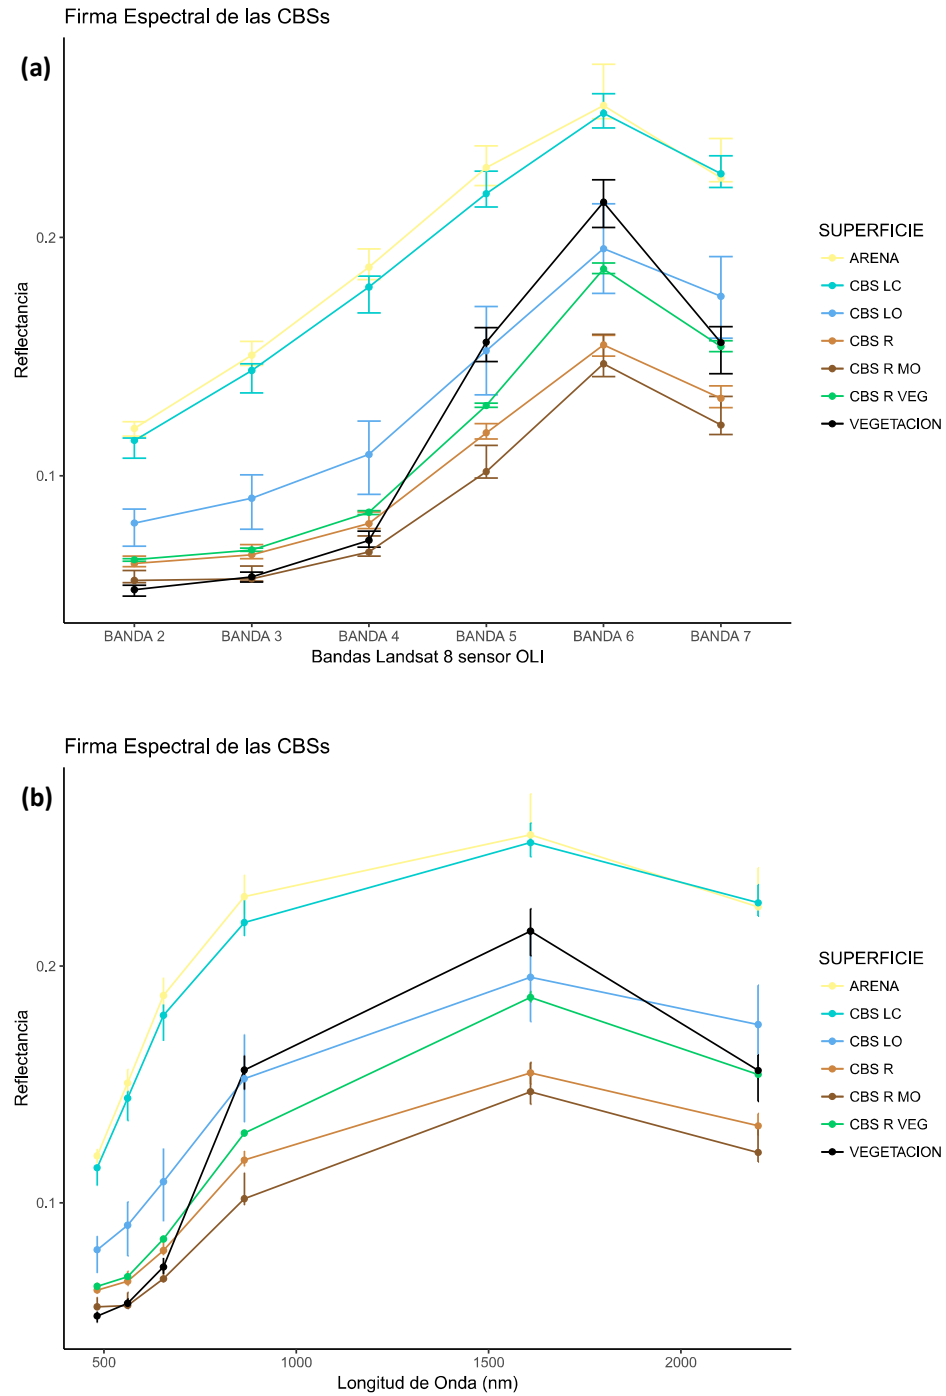 Firma Espectral de las CBSs
(a)
0.2
0.1
Reflectancia
BANDA 2 BANDA 3 BANDA 4 BANDA 5 BANDA 6 BANDA 7
Bandas Landsat 8 sensor OLI
SUPERFICIE
ARENA
CBS LC
CBS LO
CBS R
CBS R MO
CBS R VEG
VEGETACION
Firma Espectral de las CBSs
(b)
0.2
0.1
Reflectancia
500 1000 1500 2000
Longitud de Onda (nm)
SUPERFICIE
ARENA
CBS LC
CBS LO
CBS R
CBS R MO
CBS R VEG
VEGETACION